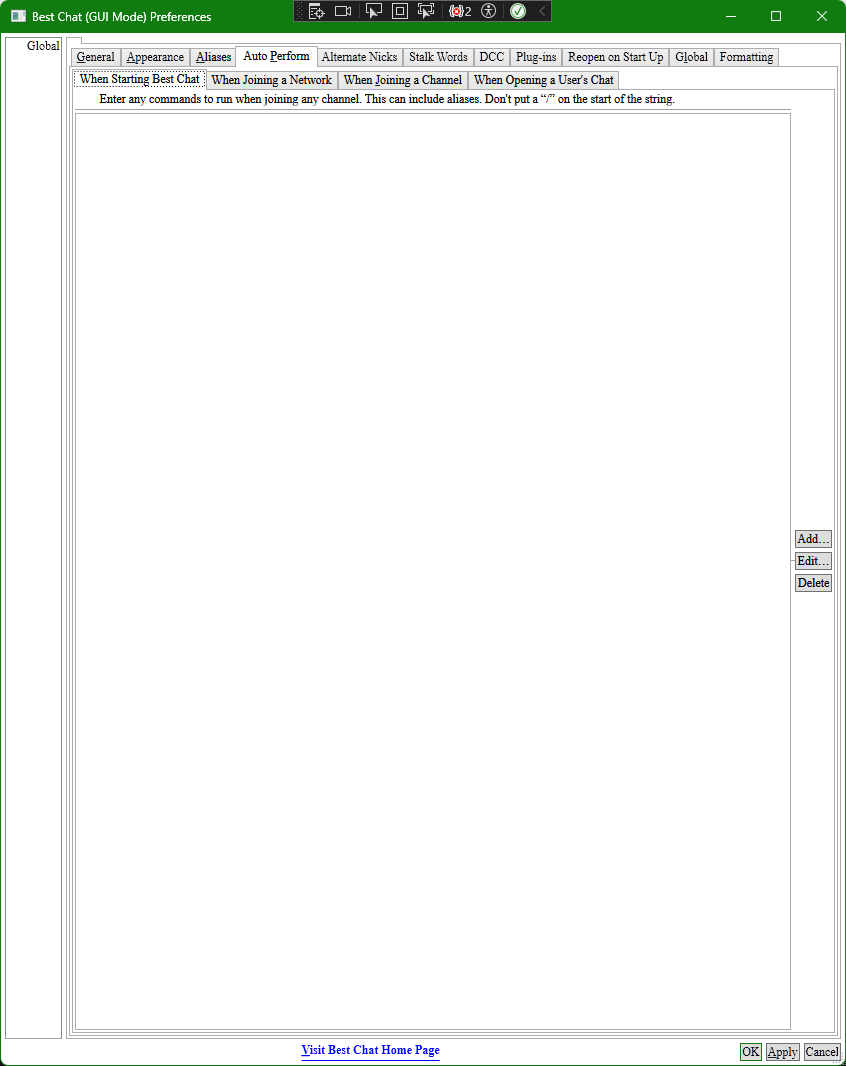 Best Chat (GUI Mode) Preferences
2
Global
General Appearance Aliases Auto Perform Alternate Nicks Stalk Words DCC Plug-ins Reopen on Start Up Global Formatting
When Starting Best Chat When Joining a Network When Joining a Channel When Opening a User's Chat
Enter any commands to run when joining any channel. This can include aliases. Don't put a “/” on the start of the string.
Add…
Edit…
Delete
Visit Best Chat Home Page
OK Apply Cancel